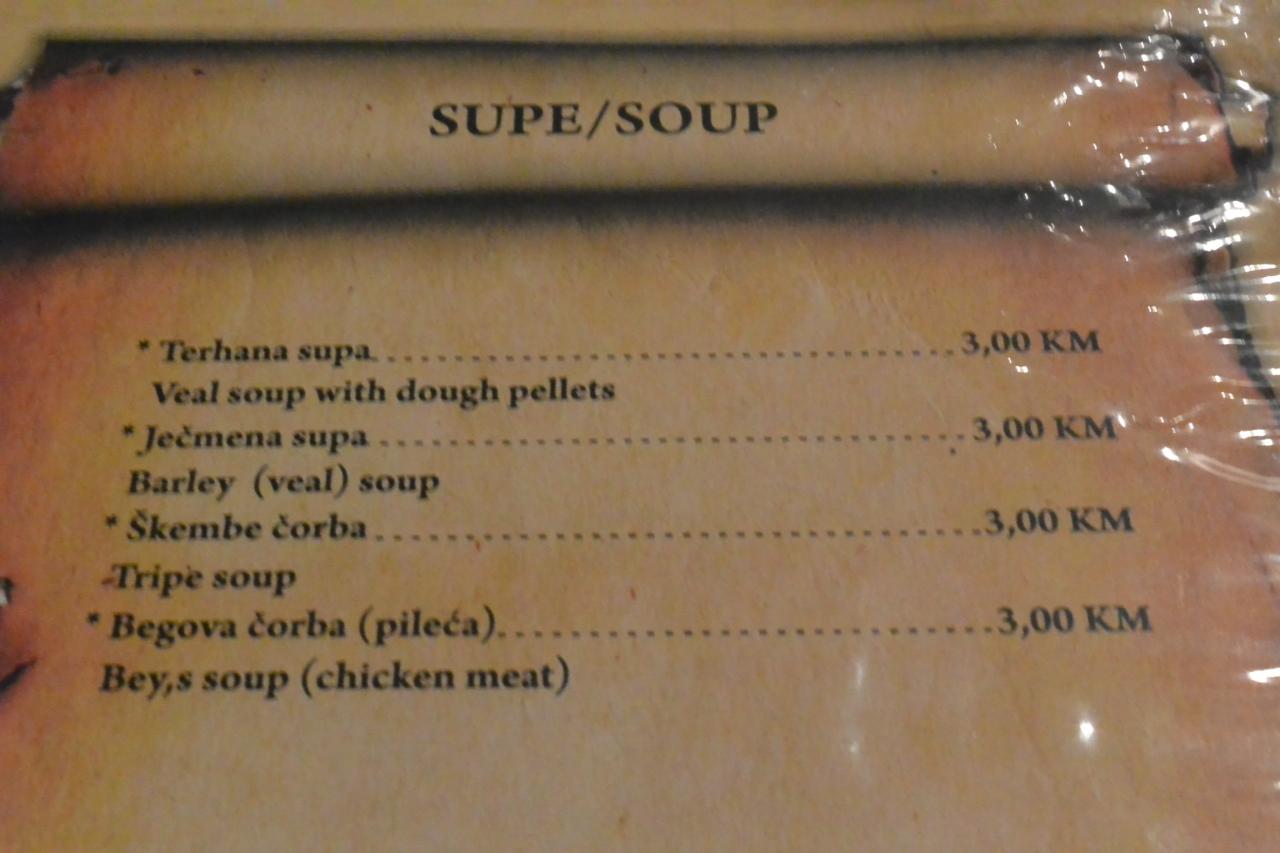 SUPE/SOUP
* Terhana supa..........................................3,00 KM
Veal soup with dough pellets
* Ječmena supa..........................................3,00 KM
Barley (veal) soup
* Škembe čorba..........................................3,00 KM
-Tripe soup
* Begova čorba (pileća)..................................3,00 KM
Bey,s soup (chicken meat)